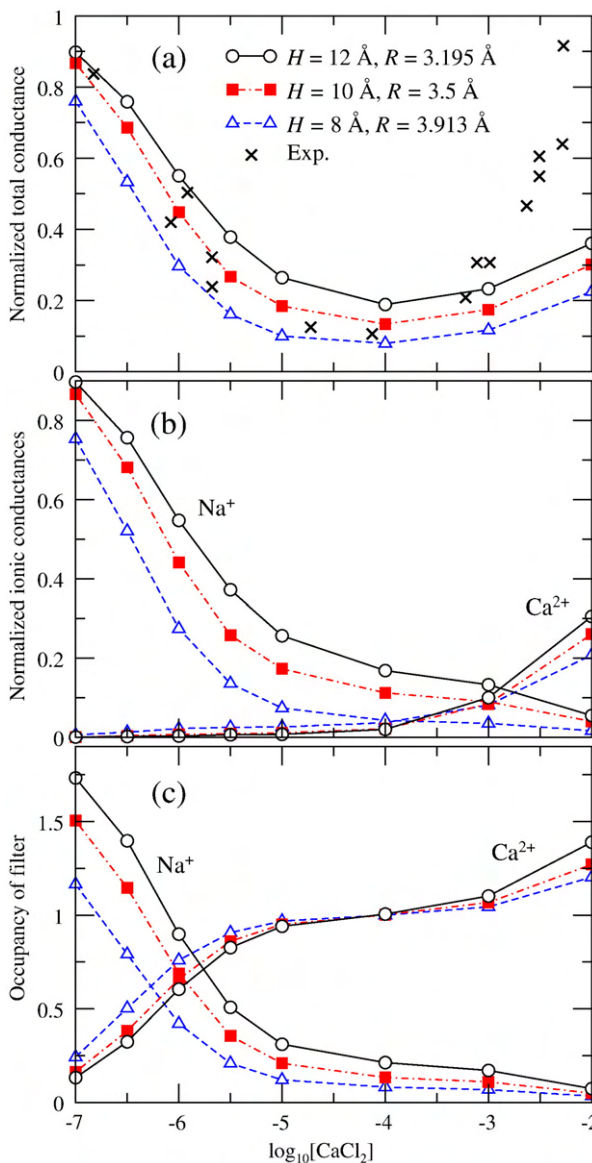 (a)
H = 12 Å, R = 3.195 Å
H = 10 Å, R = 3.5 Å
H = 8 Å, R = 3.913 Å
Exp.
Normalized total conductance
1
0.8
0.6
0.4
0.2
0
(b)
Na⁺
Ca²⁺
Normalized ionic conductances
0.8
0.6
0.4
0.2
0
(c)
Na⁺
Ca²⁺
Occupancy of filter
1.5
1
0.5
0
-7 -6 -5 -4 -3 -2
log₁₀[CaCl₂]